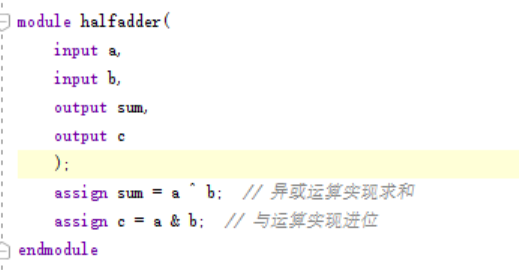 module halfadder(
input a,
input b,
output sum,
output c
);
assign sum = a ^ b; // 异或运算实现求和
assign c = a & b; // 与运算实现进位
endmodule